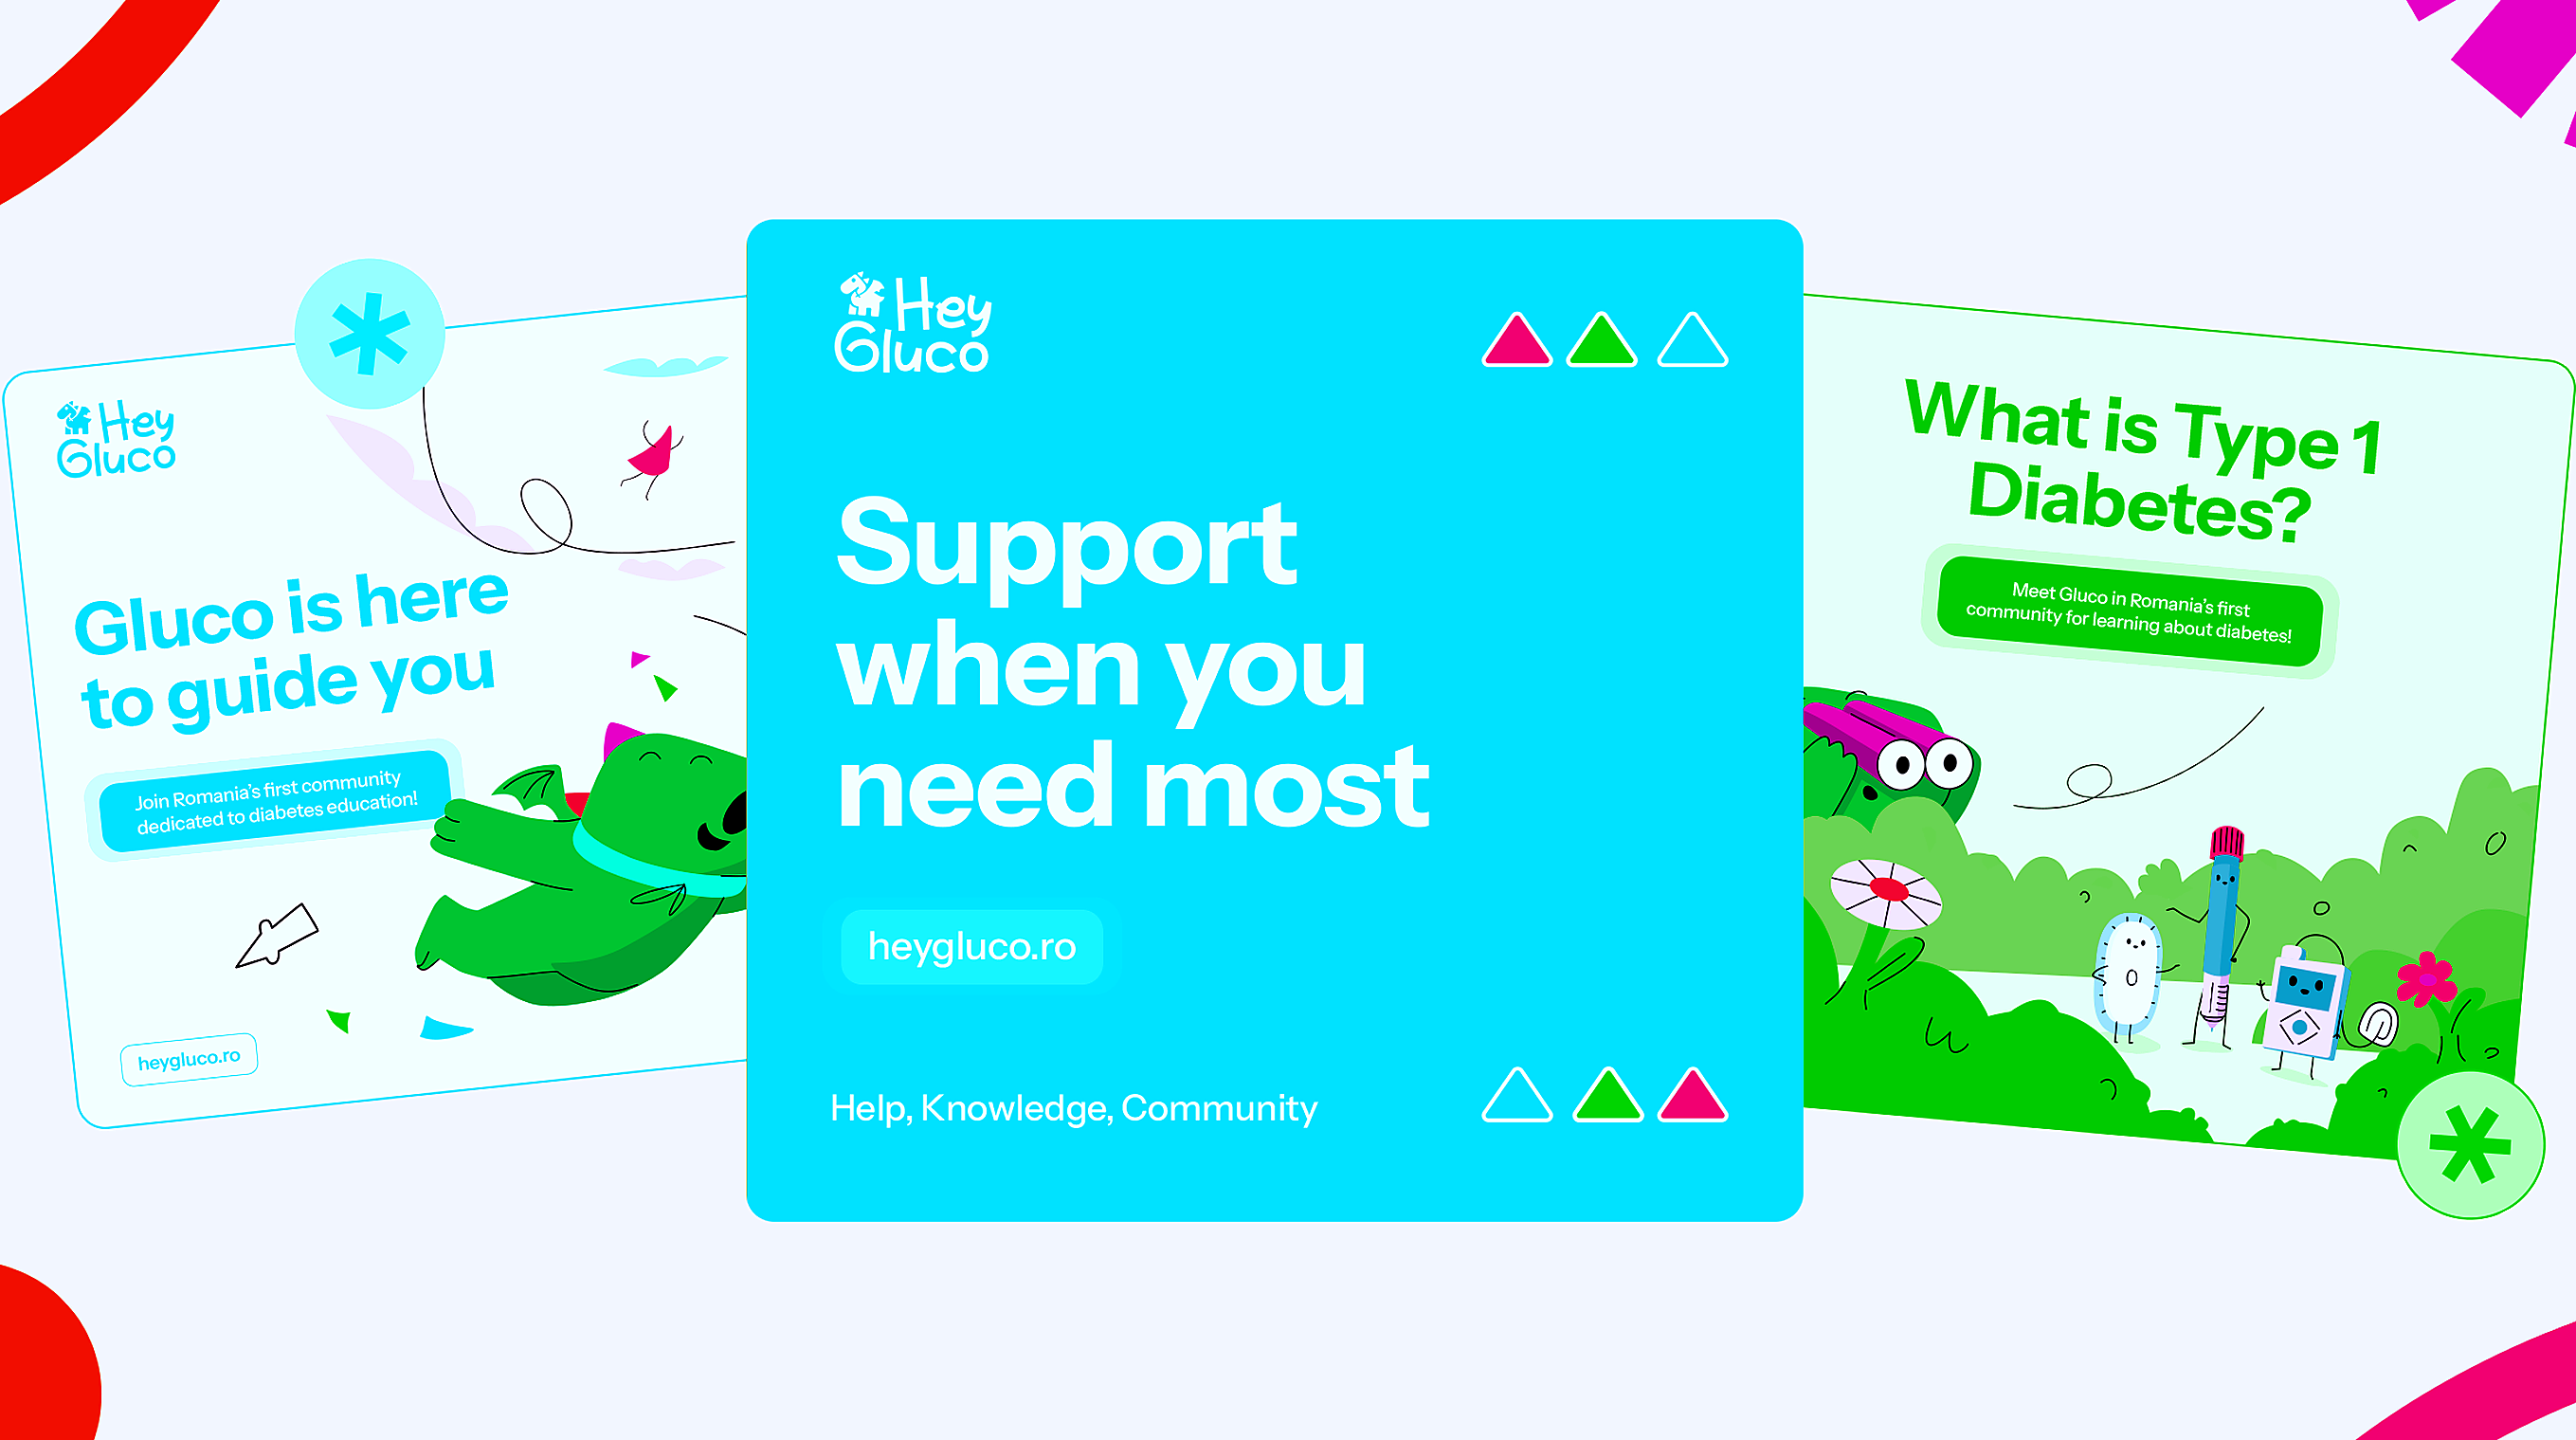 Hey
Gluco
Gluco is here
to guide you
Join Romania's first community
dedicated to diabetes education!
heygluco.ro
Hey
Gluco
Support
when you
need most
heygluco.ro
Help, Knowledge, Community
What is Type 1
Diabetes?
Meet Gluco in Romania's first
community for learning about diabetes!